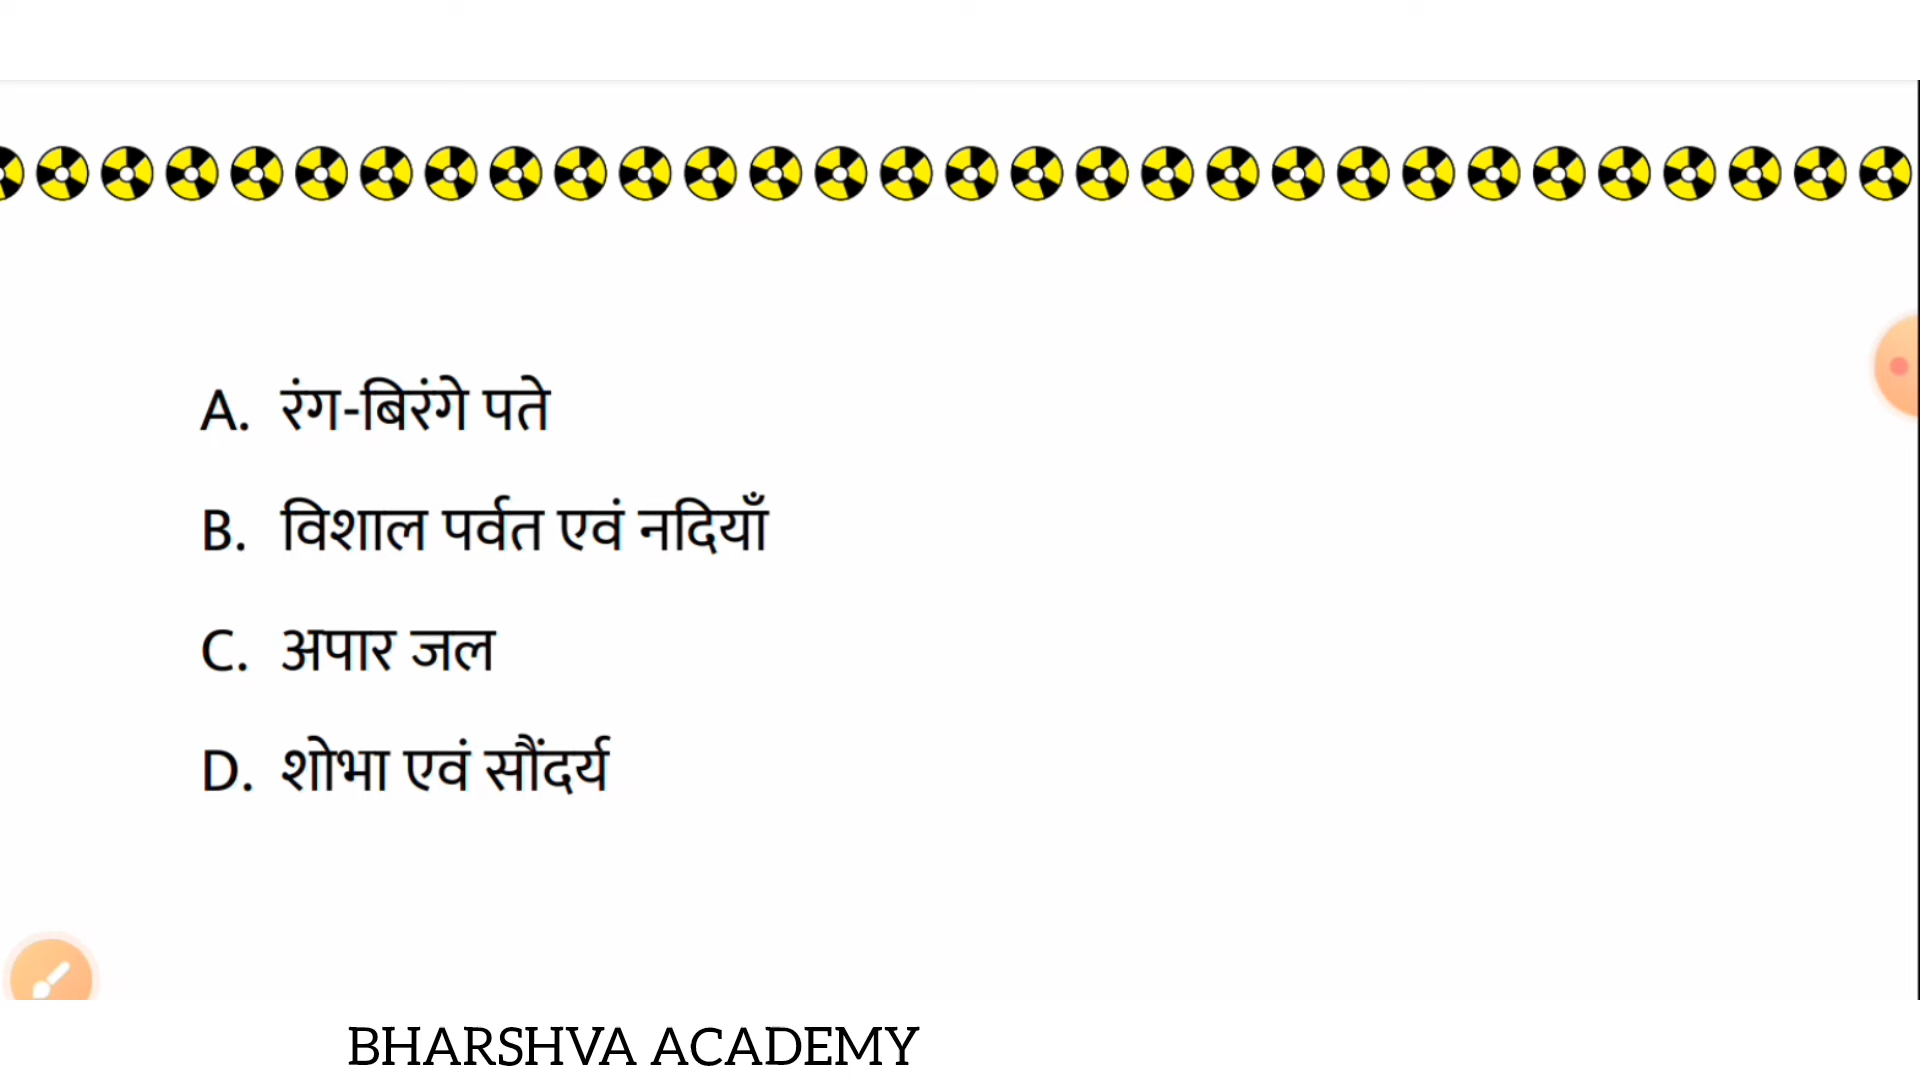 A. रंग-बिरंगे पते
B. विशाल पर्वत एवं नदियाँ
C. अपार जल
D. शोभा एवं सौंदर्य
BHARSHVA ACADEMY